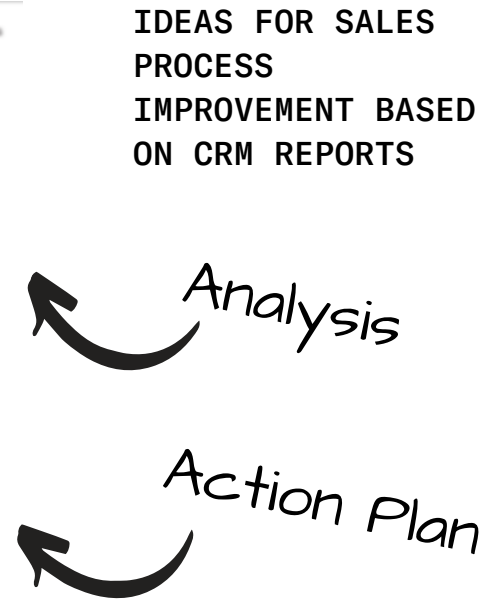 IDEAS FOR SALES
PROCESS
IMPROVEMENT BASED
ON CRM REPORTS
Analysis
Action Plan